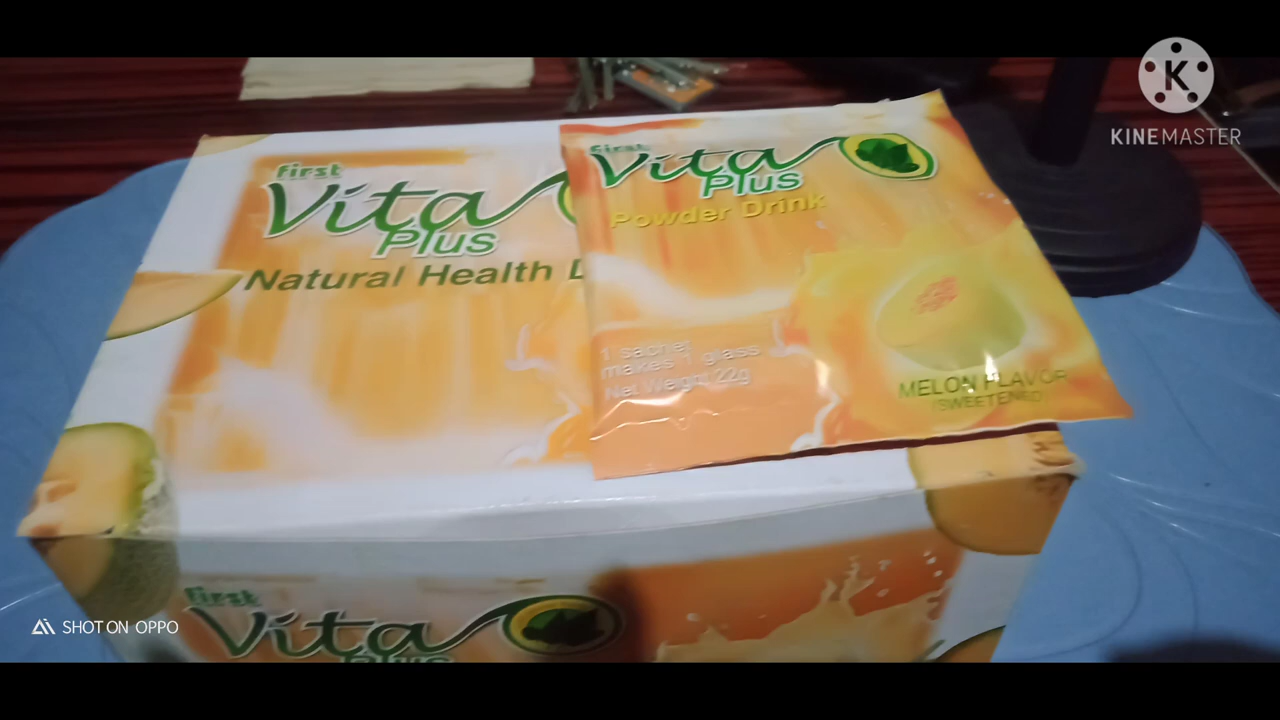 KINEMASTER
first
Vita
Plus
Natural Health
first
Vita
Plus
Powder Drink
1 sachet
makes 1 glass
Net Weight 22g
MELON FLAVOR
(SWEETENED)
first
Vita
Plus
SHOT ON OPPO